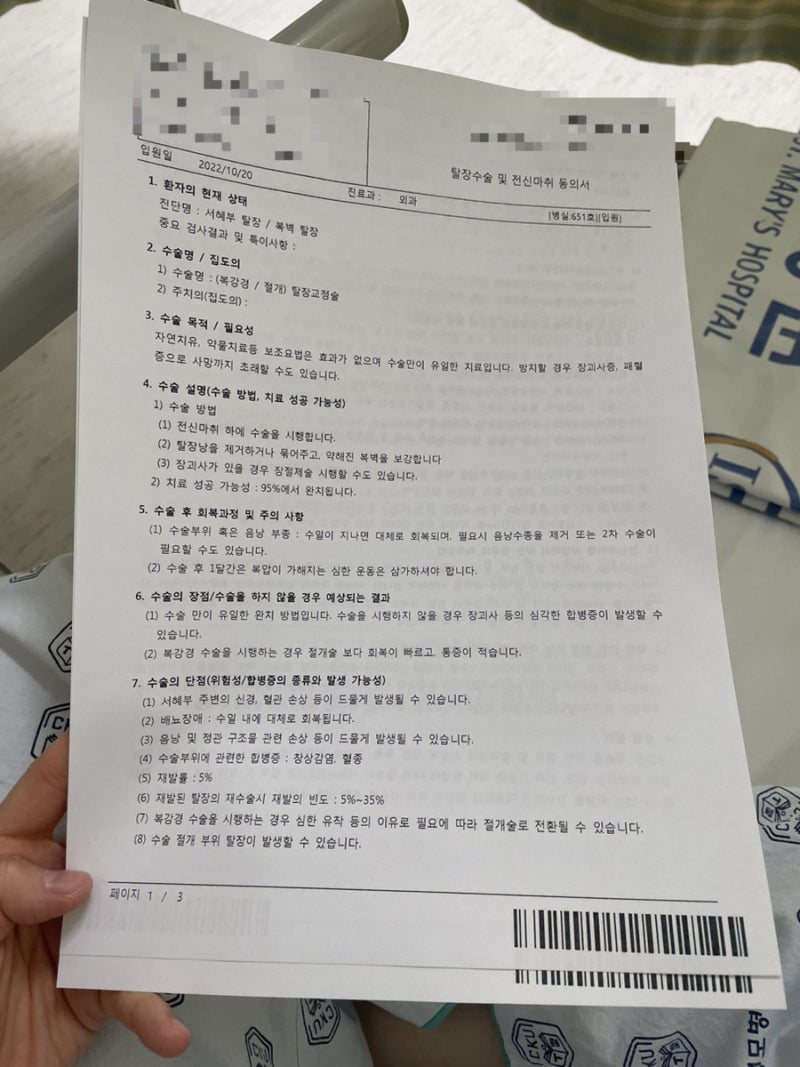 탈장수술 및 전신마취 동의서
입원일 2022/10/20
진료과 : 외과
[병실:651호][입원]
1. 환자의 현재 상태
진단명 : 서혜부 탈장 / 복벽 탈장
중요 검사결과 및 특이사항 :
2. 수술명 / 집도의
1) 수술명 : (복강경 / 절개) 탈장교정술
2) 주치의(집도의) :
3. 수술 목적 / 필요성
자연치유, 약물치료등 보조요법은 효과가 없으며 수술만이 유일한 치료입니다. 방치할 경우 장괴사증, 패혈
증으로 사망까지 초래할 수도 있습니다.
4. 수술 설명(수술 방법, 치료 성공 가능성)
1) 수술 방법
(1) 전신마취 하에 수술을 시행합니다.
(2) 탈장낭을 제거하거나 묶어주고, 약해진 복벽을 보강합니다
(3) 장괴사가 있을 경우 장절제술 시행할 수도 있습니다.
2) 치료 성공 가능성 : 95%에서 완치됩니다.
5. 수술 후 회복과정 및 주의 사항
(1) 수술부위 혹은 음낭 부종 : 수일이 지나면 대체로 회복되며, 필요시 음낭수종을 제거 또는 2차 수술이
필요할 수도 있습니다.
(2) 수술 후 1달간은 복압이 가해지는 심한 운동은 삼가하셔야 합니다.
6. 수술의 장점/수술을 하지 않을 경우 예상되는 결과
(1) 수술 만이 유일한 완치 방법입니다. 수술을 시행하지 않을 경우 장괴사 등의 심각한 합병증이 발생할 수
있습니다.
(2) 복강경 수술을 시행하는 경우 절개술 보다 회복이 빠르고, 통증이 적습니다.
7. 수술의 단점(위험성/합병증의 종류와 발생 가능성)
(1) 서혜부 주변의 신경, 혈관 손상 등이 드물게 발생될 수 있습니다.
(2) 배뇨장애 : 수일 내에 대체로 회복됩니다.
(3) 음낭 및 정관 구조물 관련 손상 등이 드물게 발생될 수 있습니다.
(4) 수술부위에 관련한 합병증 : 창상감염, 혈종
(5) 재발률 : 5%
(6) 재발된 탈장의 재수술시 재발의 빈도 : 5%~35%
(7) 복강경 수술을 시행하는 경우 심한 유착 등의 이유로 필요에 따라 절개술로 전환될 수 있습니다.
(8) 수술 절개 부위 탈장이 발생할 수 있습니다.
페이지 1 / 3
ST. MARY'S HOSPITAL
CKU
CKU
CKU